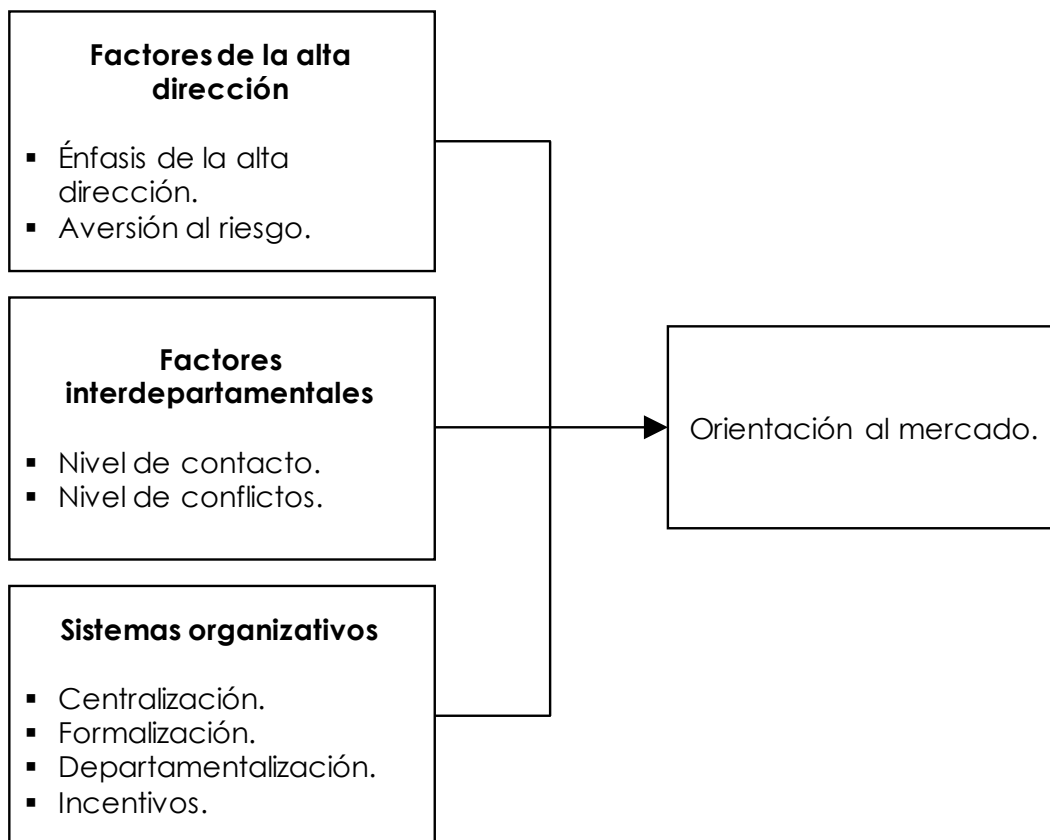 Factores de la alta
dirección
▪ Énfasis de la alta
dirección.
▪ Aversión al riesgo.
Factores
interdepartamentales
▪ Nivel de contacto.
▪ Nivel de conflictos.
Sistemas organizativos
▪ Centralización.
▪ Formalización.
▪ Departamentalización.
▪ Incentivos.
Orientación al mercado.